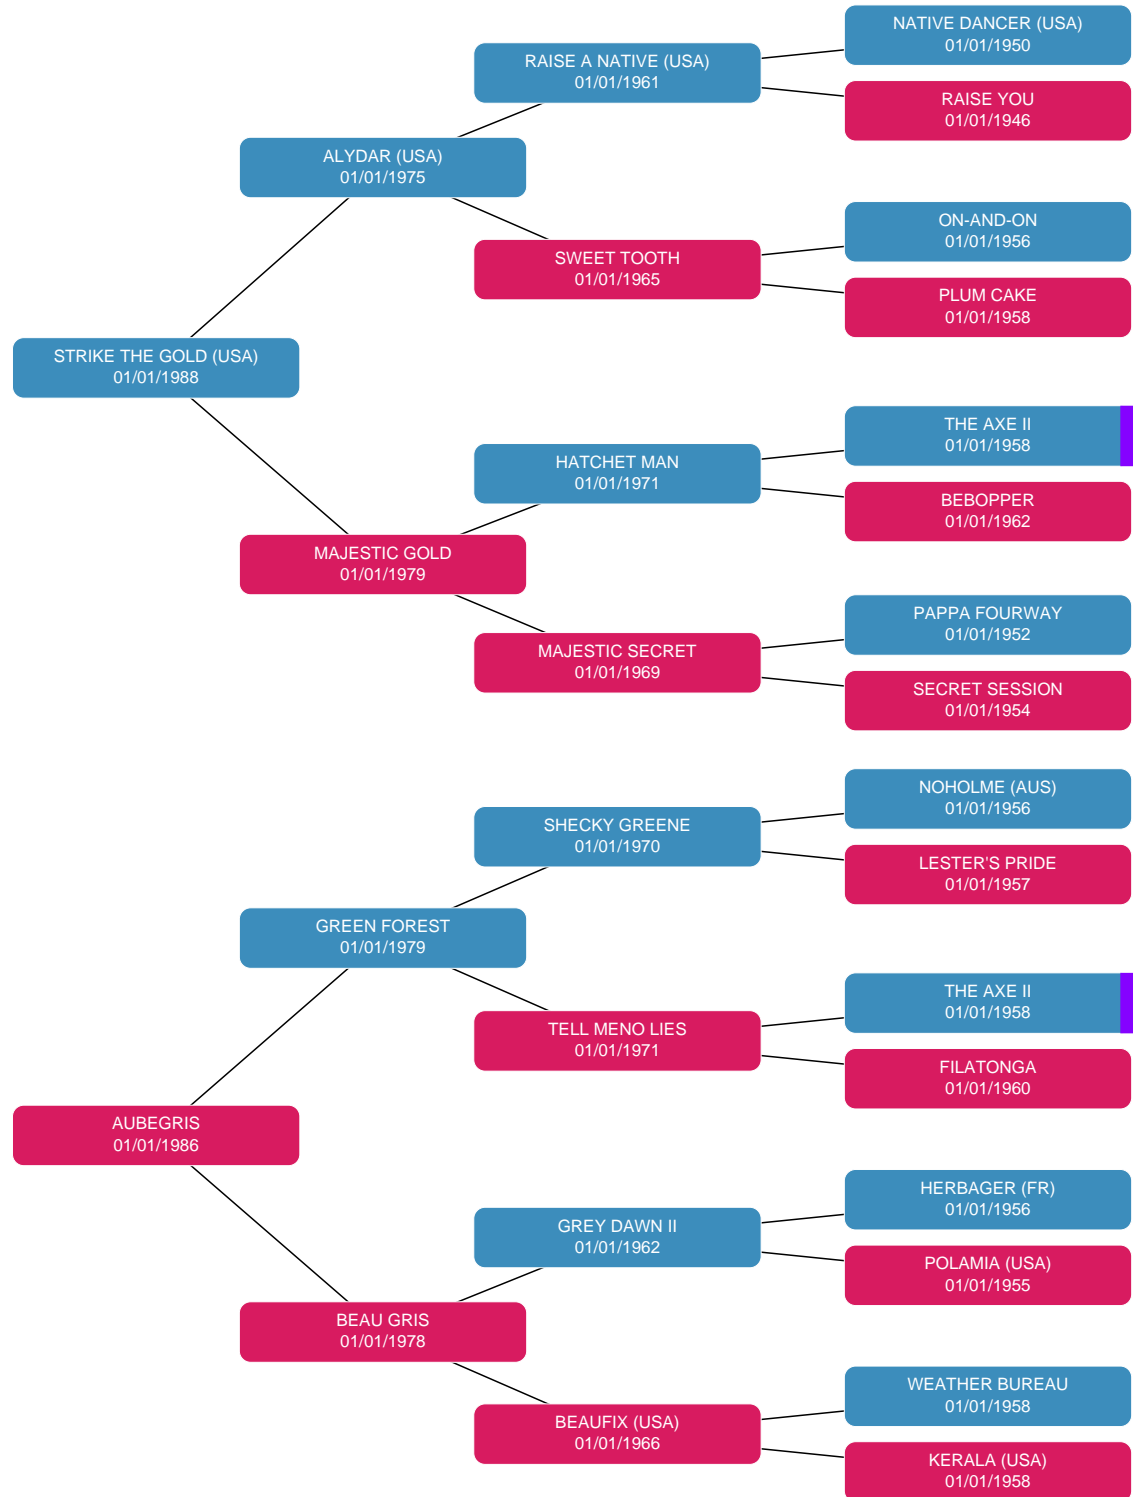 NATIVE DANCER (USA)
01/01/1950
RAISE A NATIVE (USA)
01/01/1961
RAISE YOU
01/01/1946
ALYDAR (USA)
01/01/1975
ON-AND-ON
01/01/1956
SWEET TOOTH
01/01/1965
PLUM CAKE
01/01/1958
STRIKE THE GOLD (USA)
01/01/1988
THE AXE II
01/01/1958
HATCHET MAN
01/01/1971
BEBOPPER
01/01/1962
MAJESTIC GOLD
01/01/1979
PAPPA FOURWAY
01/01/1952
MAJESTIC SECRET
01/01/1969
SECRET SESSION
01/01/1954
NOHOLME (AUS)
01/01/1956
SHECKY GREENE
01/01/1970
LESTER'S PRIDE
01/01/1957
GREEN FOREST
01/01/1979
THE AXE II
01/01/1958
TELL MENO LIES
01/01/1971
FILATONGA
01/01/1960
AUBEGRIS
01/01/1986
HERBAGER (FR)
01/01/1956
GREY DAWN II
01/01/1962
POLAMIA (USA)
01/01/1955
BEAU GRIS
01/01/1978
WEATHER BUREAU
01/01/1958
BEAUFIX (USA)
01/01/1966
KERALA (USA)
01/01/1958